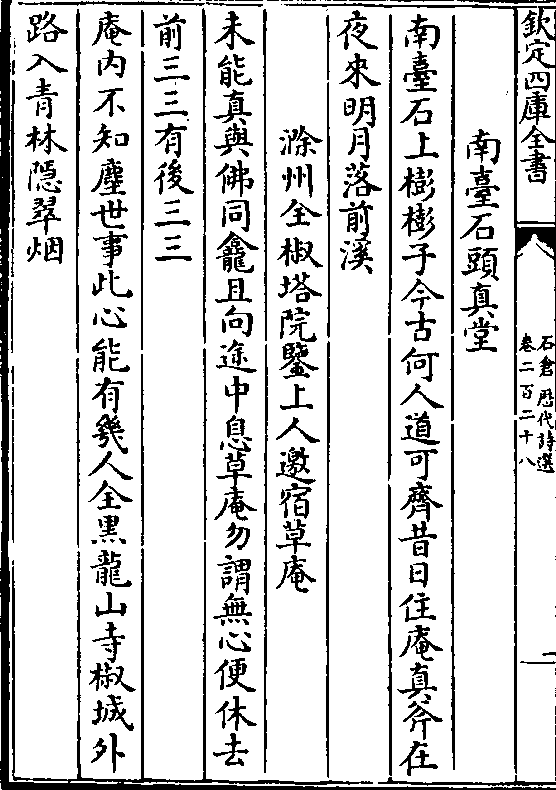 欽定四庫全書
石倉歷代詩選
卷二百二十八
一
南臺石頭真堂
南臺石上樹樹子今古何人道可齊昔日住庵真斧在
夜來明月落前溪
滁州全椒塔院鑒上人邀宿草庵
未能真與佛同龕且向途中息草庵勿謂無心便休去
前三三有後三三
庵內不知塵世事此心能有幾人全黑龍山寺椒城外
路入青林隱翠烟